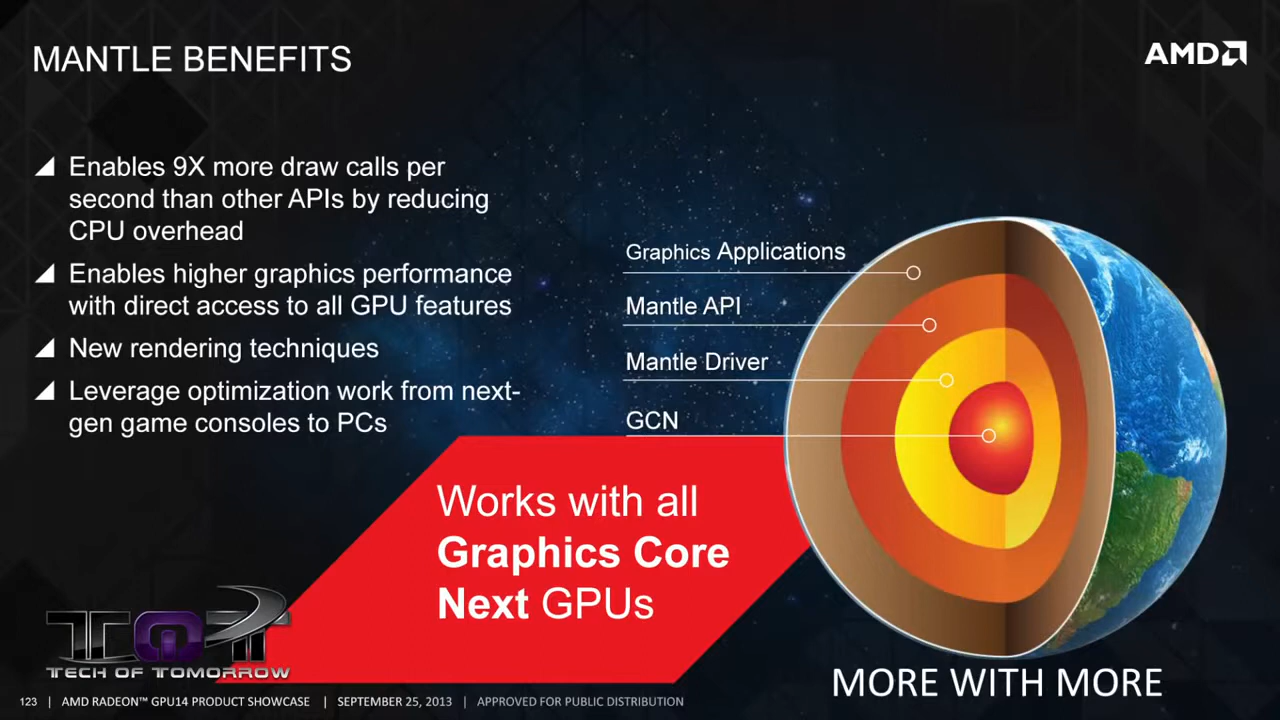 MANTLE BENEFITS
AMD
Enables 9X more draw calls per
second than other APIs by reducing
CPU overhead
Enables higher graphics performance
with direct access to all GPU features
New rendering techniques
Leverage optimization work from next-
gen game consoles to PCs
Graphics Applications
Mantle API
Mantle Driver
GCN
Works with all
Graphics Core
Next GPUs
MORE WITH MORE
TOT
TECH OF TOMORROW
123 | AMD RADEON™ GPU14 PRODUCT SHOWCASE | SEPTEMBER 25, 2013 | APPROVED FOR PUBLIC DISTRIBUTION